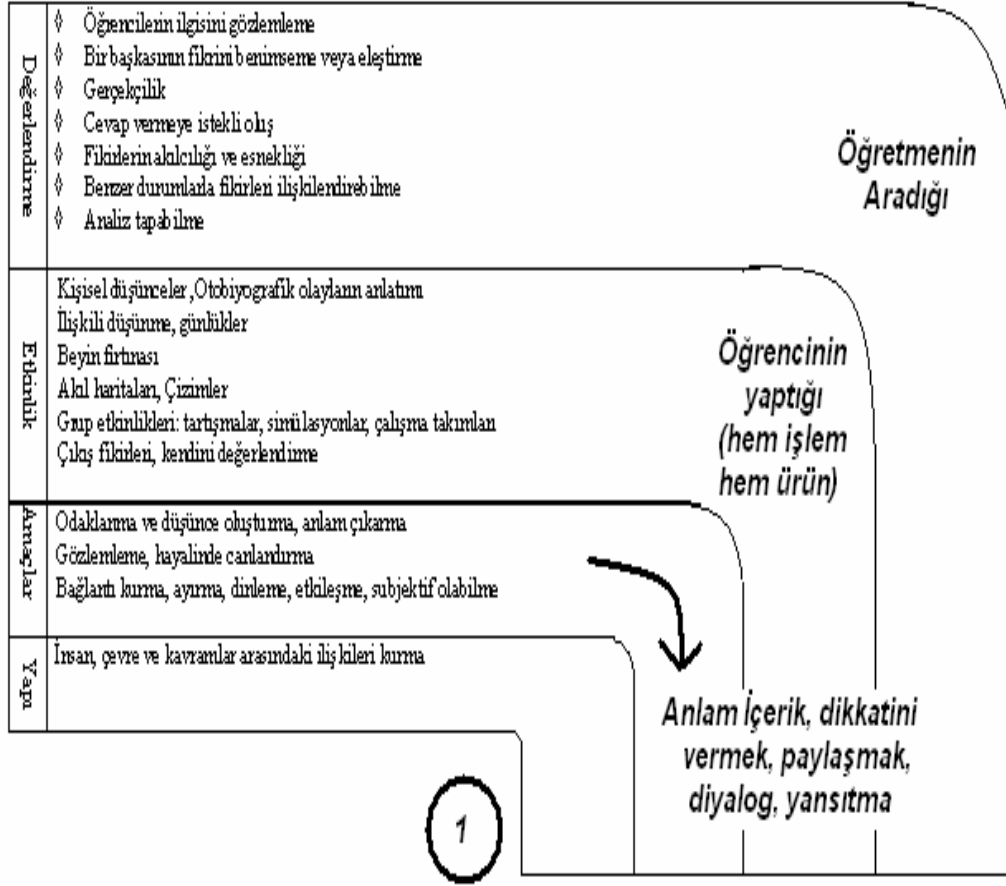 Değerlendirme
Öğrencilerin ilgisini gözlemleme
Bir başkasının fikrini benimseme veya eleştirme
Gerçekçilik
Cevap vermeye istekli oluş
Fikirlerin akılcılığı ve esnekliği
Benzer durumlarla fikirleri ilişkilendirebilme
Analiz tapabilme
Öğretmenin
Aradığı
Etkinlik
Kişisel düşünceler ,Otobiyografik olayların anlatımı
İlişkili düşünme, günlükler
Beyin fırtınası
Akıl haritaları, Çizimler
Grup etkinlikleri: tartışmalar, simülasyonlar, çalışma takımları
Çıkış fikirleri, kendini değerlendirme
Öğrencinin
yaptığı
(hem işlem
hem ürün)
Amaçlar
Odaklanma ve düşünce oluşturma, anlam çıkarma
Gözlemleme, hayalinde canlandırma
Bağlantı kurma, ayırma, dinleme, etkileşme, subjektif olabilme
Yapı
İnsan, çevre ve kavramlar arasındaki ilişkileri kurma
Anlam İçerik, dikkatini
vermek, paylaşmak,
diyalog, yansıtma
1